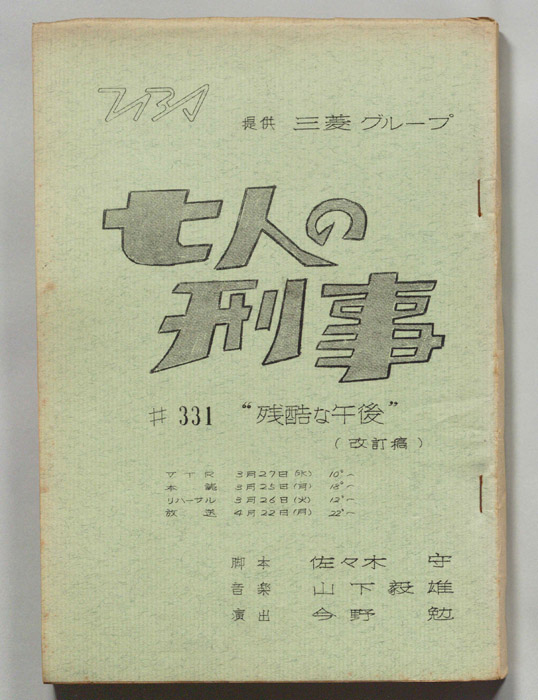 TBS
提供 三菱グループ
七人の
刑事
# 331 “残酷な午後”
(改訂稿)
VTR 3月27日(水) 10°〜
本読 3月25日(月) 18°〜
リハーサル 3月26日(火) 12°〜
放送 4月22日(月) 22°〜
脚本 佐々木 守
音楽 山下毅雄
演出 今野 勉